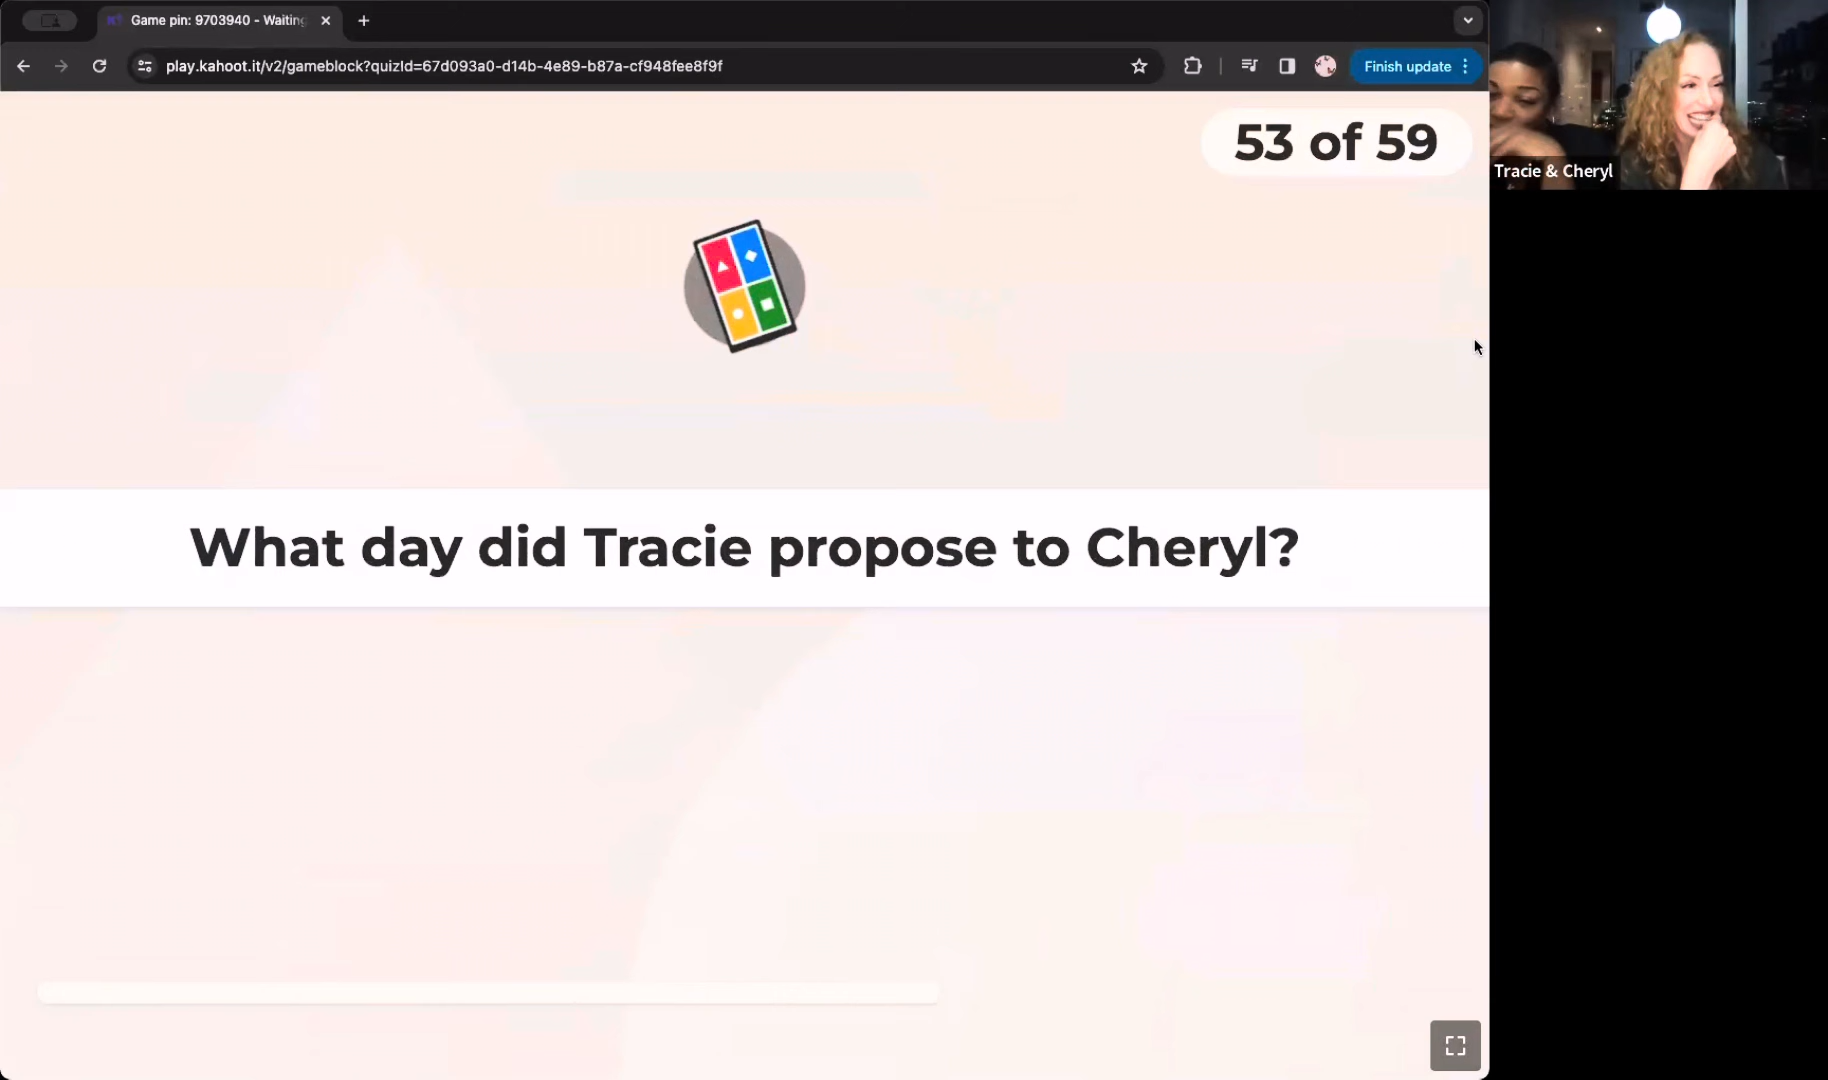 Game pin: 9703940 - Waiting
play.kahoot.it/v2/gameblock?quizId=67d093a0-d14b-4e89-b87a-cf948fee8f9f
Finish update
53 of 59
Tracie & Cheryl
What day did Tracie propose to Cheryl?